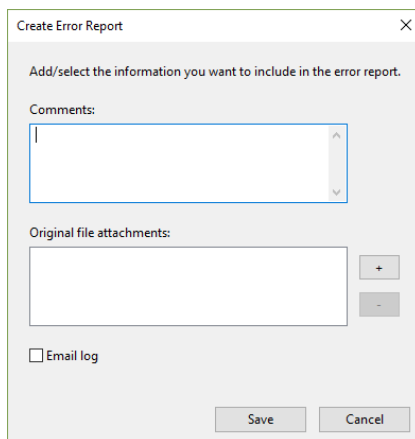 Create Error Report
Add/select the information you want to include in the error report.
Comments:
Original file attachments:
+
-
Email log
Save Cancel